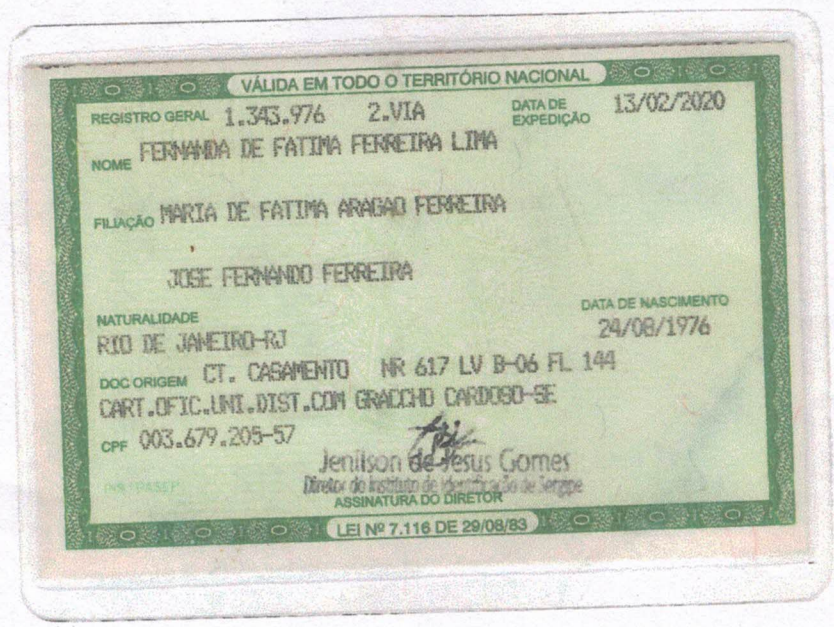 VÁLIDA EM TODO O TERRITÓRIO NACIONAL
REGISTRO GERAL 1.343.976 2.VIA DATA DE EXPEDIÇÃO 13/02/2020
NOME FERNANDA DE FATIMA FERREIRA LIMA
FILIAÇÃO MARIA DE FATIMA ARAGAO FERREIRA
JOSE FERNANDO FERREIRA
NATURALIDADE DATA DE NASCIMENTO
RIO DE JANEIRO-RJ 24/08/1976
DOC ORIGEM CT. CASAMENTO NR 617 LV B-06 FL 144
CART.OFIC.UNI.DIST.COM GRACCHO CARDOSO-SE
CPF 003.679.205-57
Jenilson de Jesus Gomes
PIS / PASEP Diretor do Instituto de Identificação de Sergipe
ASSINATURA DO DIRETOR
LEI Nº 7.116 DE 29/08/83